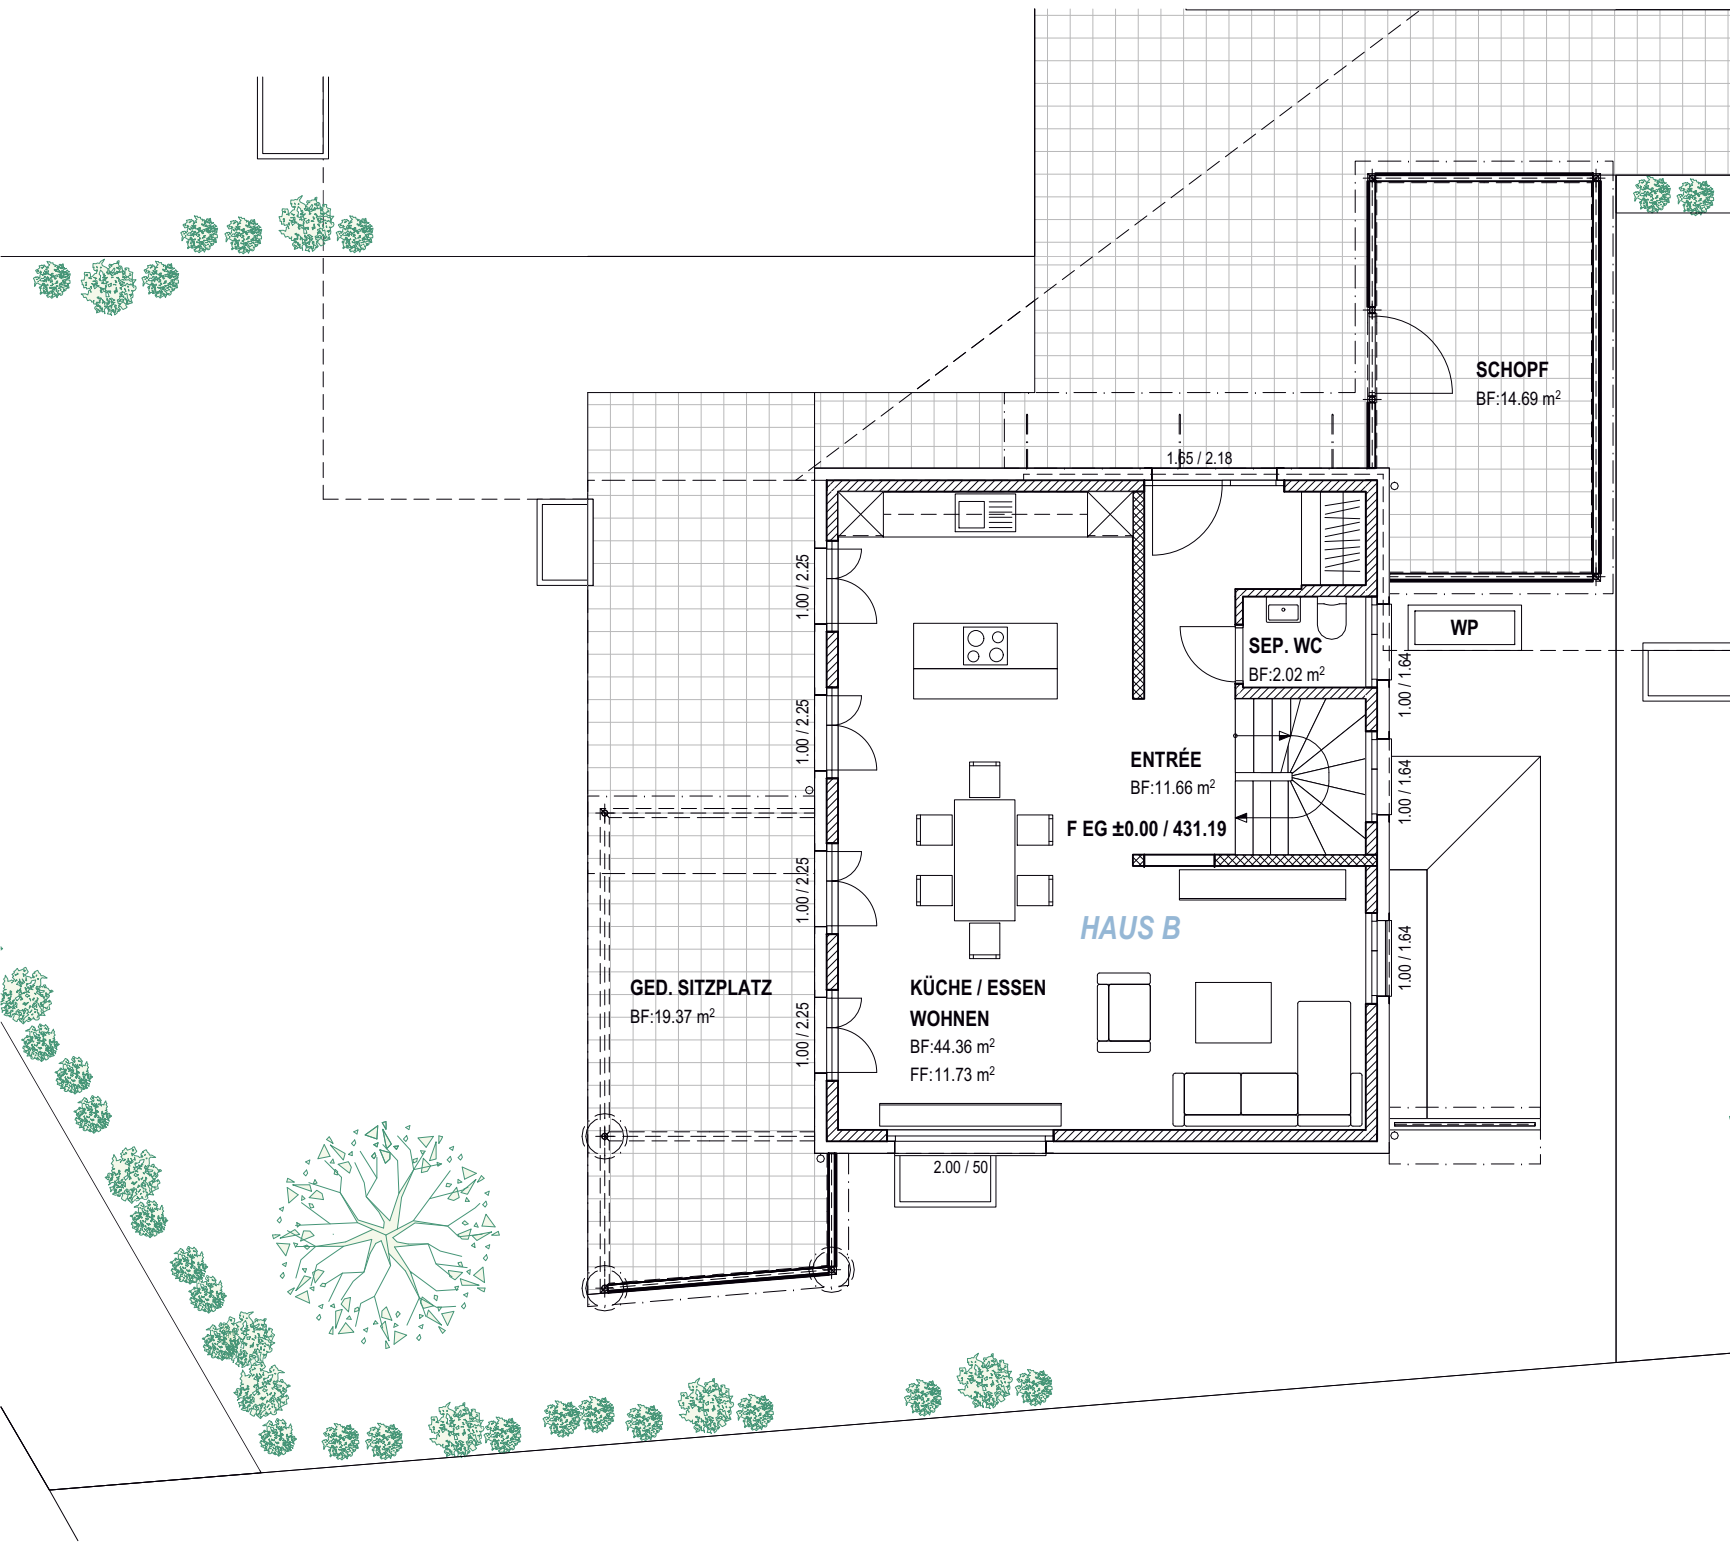 SCHOPF
BF:14.69 m²
1.65 / 2.18
1.00 / 2.25
WP
SEP. WC
BF:2.02 m²
1.00 / 1.64
1.00 / 2.25
ENTRÉE
BF:11.66 m²
1.00 / 1.64
F EG ±0.00 / 431.19
1.00 / 2.25
HAUS B
1.00 / 1.64
GED. SITZPLATZ
BF:19.37 m²
1.00 / 2.25
KÜCHE / ESSEN
WOHNEN
BF:44.36 m²
FF:11.73 m²
2.00 / 50